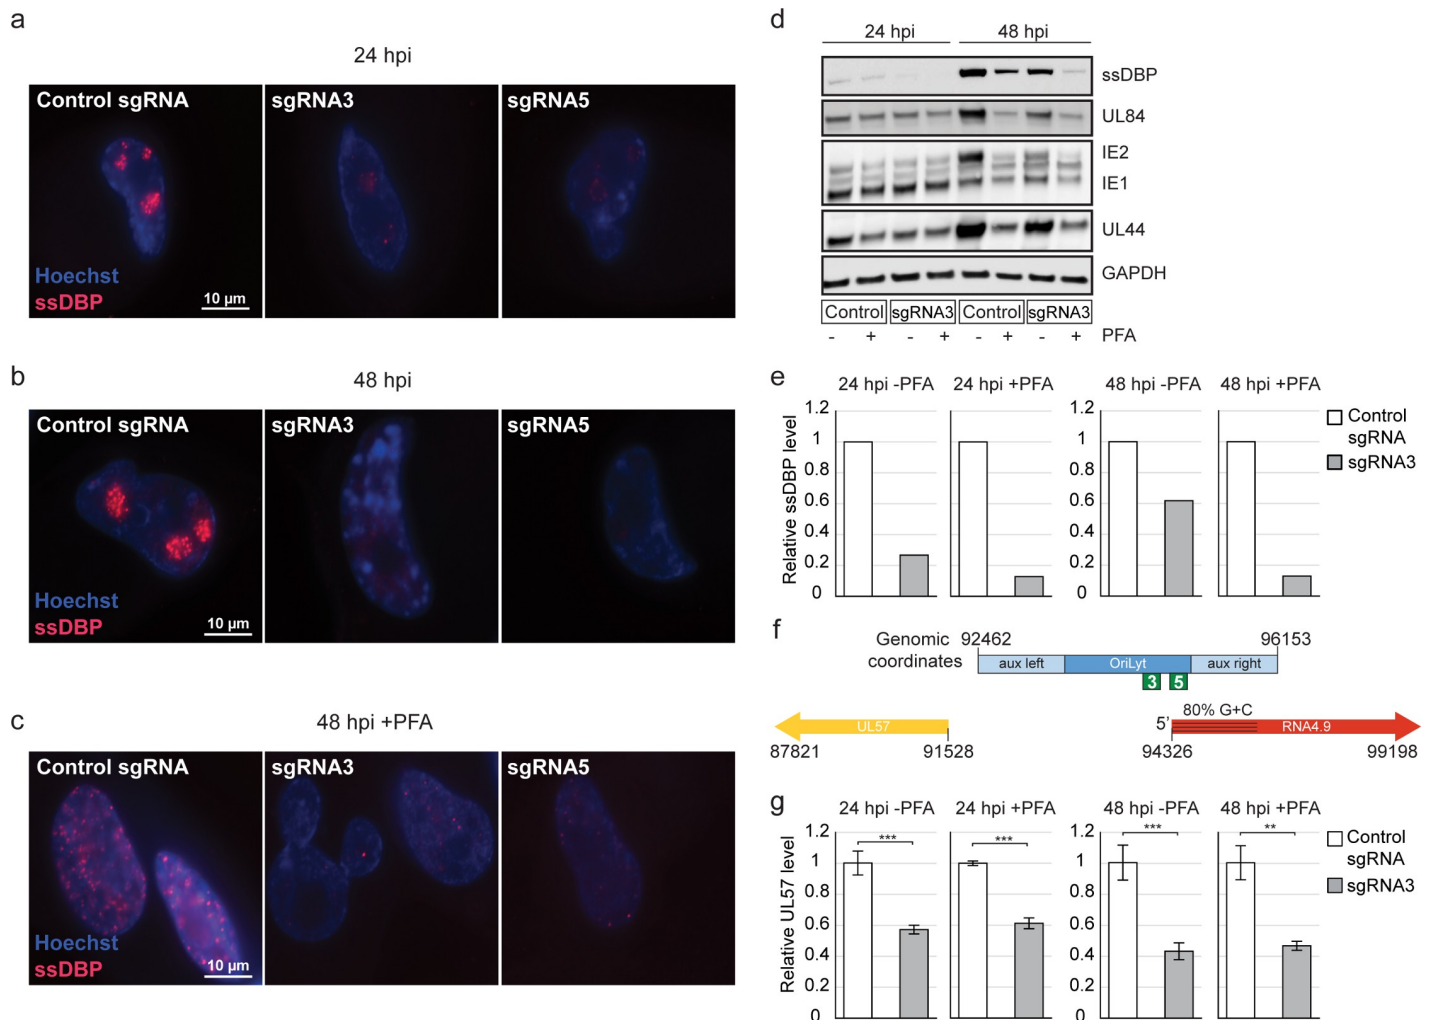 a
24 hpi
Control sgRNA
sgRNA3
sgRNA5
Hoechst
ssDBP
10 µm
b
48 hpi
Control sgRNA
sgRNA3
sgRNA5
Hoechst
ssDBP
10 µm
c
48 hpi +PFA
Control sgRNA
sgRNA3
sgRNA5
Hoechst
ssDBP
10 µm
d
24 hpi 48 hpi
ssDBP
UL84
IE2
IE1
UL44
GAPDH
Control sgRNA3 Control sgRNA3
- + - + - + - + PFA
e
24 hpi -PFA 24 hpi +PFA 48 hpi -PFA 48 hpi +PFA
Relative ssDBP level
1.2 1.2
1 1
0.8 0.8
0.6 0.6
0.4 0.4
0.2 0.2
0 0
Control
sgRNA
sgRNA3
f
Genomic
coordinates
92462 96153
aux left OriLyt aux right
3 5
80% G+C
UL57 5' RNA4.9
87821 91528 94326 99198
g
24 hpi -PFA 24 hpi +PFA 48 hpi -PFA 48 hpi +PFA
Relative UL57 level
*** *** *** **
1.2 1.2
1 1
0.8 0.8
0.6 0.6
0.4 0.4
0.2 0.2
0 0
Control
sgRNA
sgRNA3